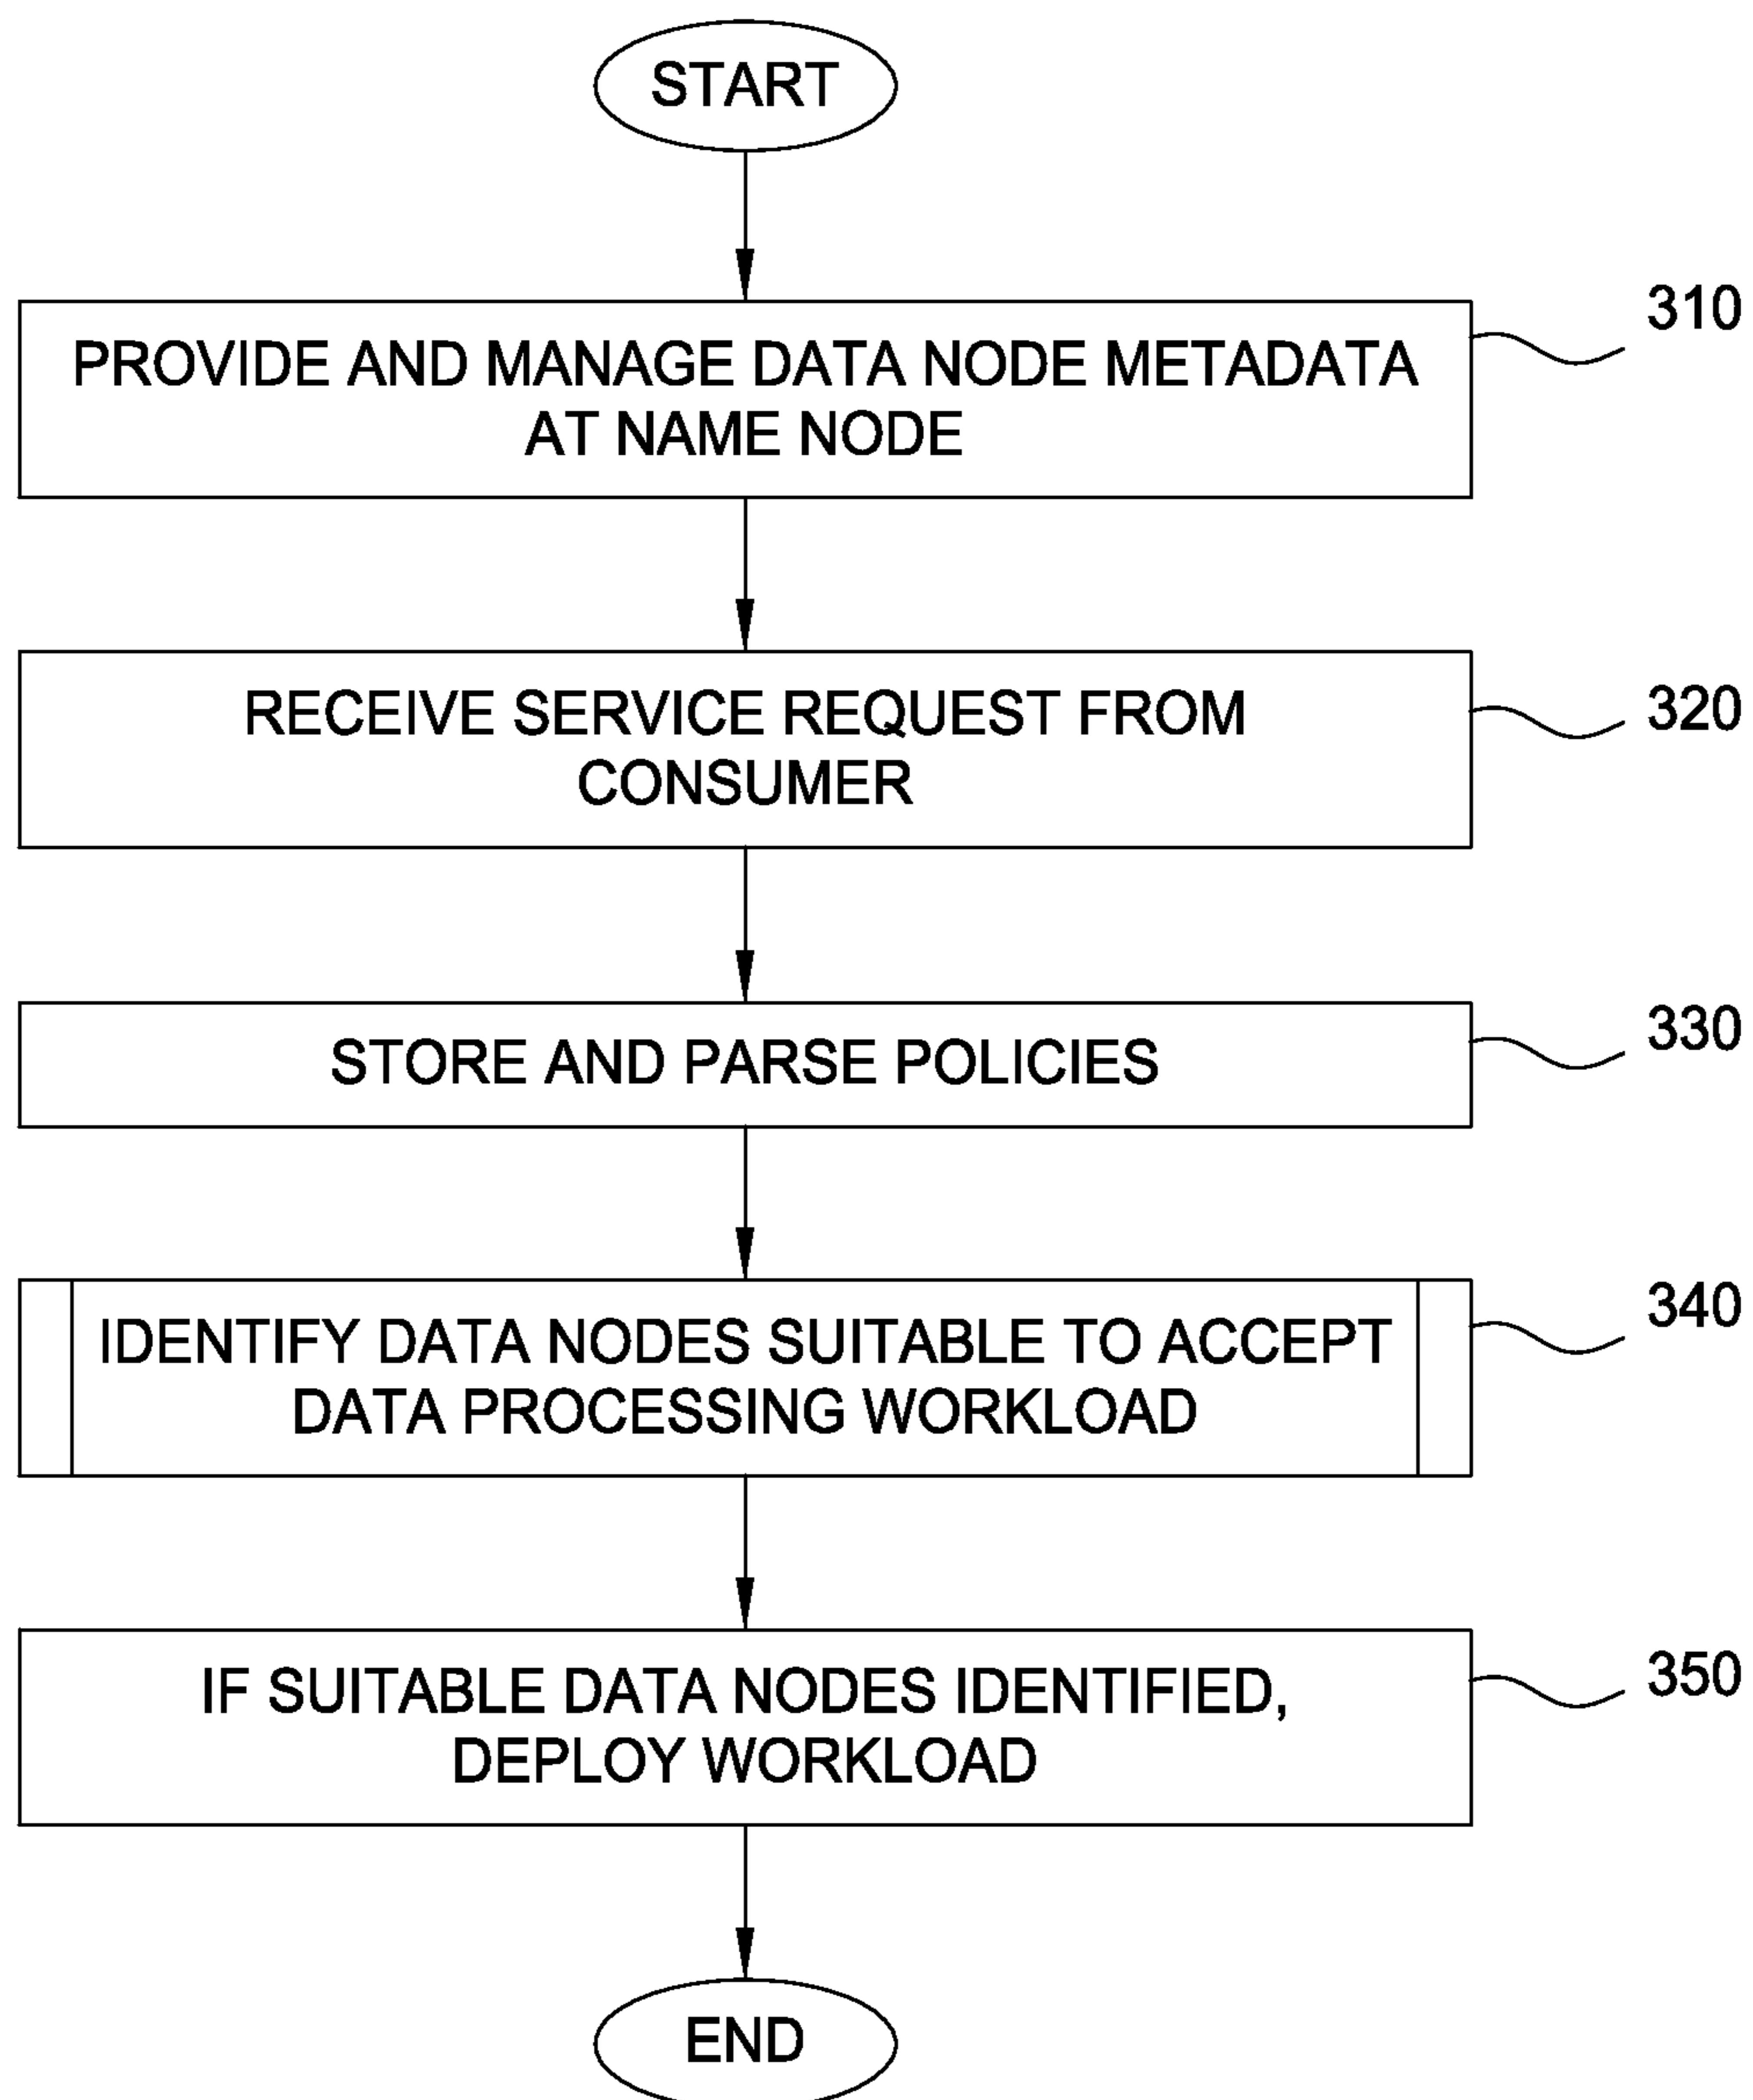 START
PROVIDE AND MANAGE DATA NODE METADATA
AT NAME NODE
310
RECEIVE SERVICE REQUEST FROM
CONSUMER
320
STORE AND PARSE POLICIES
330
IDENTIFY DATA NODES SUITABLE TO ACCEPT
DATA PROCESSING WORKLOAD
340
IF SUITABLE DATA NODES IDENTIFIED,
DEPLOY WORKLOAD
350
END